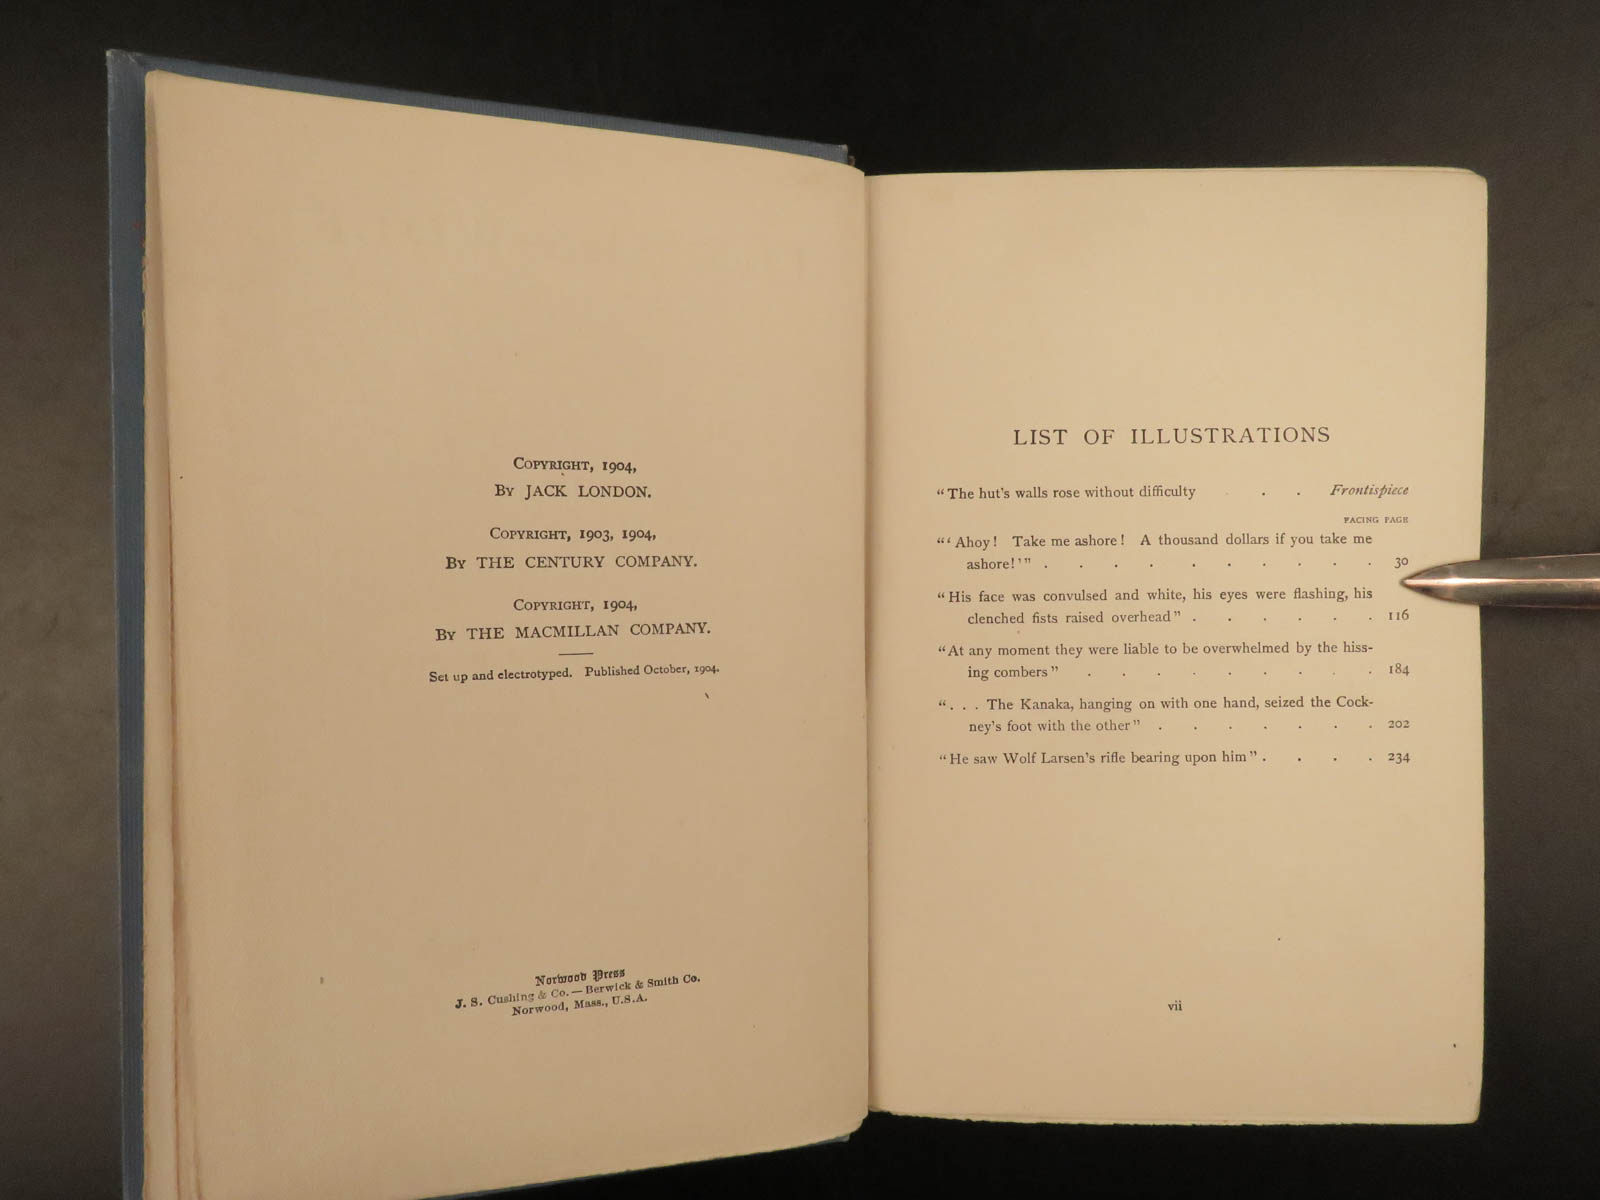 COPYRIGHT, 1904,
BY JACK LONDON.
COPYRIGHT, 1903, 1904,
BY THE CENTURY COMPANY.
COPYRIGHT, 1904,
BY THE MACMILLAN COMPANY.
Set up and electrotyped. Published October, 1904.
Norwood Press
J. S. Cushing & Co. — Berwick & Smith Co.
Norwood, Mass., U.S.A.
LIST OF ILLUSTRATIONS
“The hut's walls rose without difficulty . . Frontispiece
FACING PAGE
“‘Ahoy! Take me ashore! A thousand dollars if you take me
ashore!’” . . . . . . . . . . 30
“His face was convulsed and white, his eyes were flashing, his
clenched fists raised overhead” . . . . . . 116
“At any moment they were liable to be overwhelmed by the hiss-
ing combers” . . . . . . . . . 184
“. . . The Kanaka, hanging on with one hand, seized the Cock-
ney's foot with the other” . . . . . . . 202
“He saw Wolf Larsen's rifle bearing upon him” . . . . 234
vii